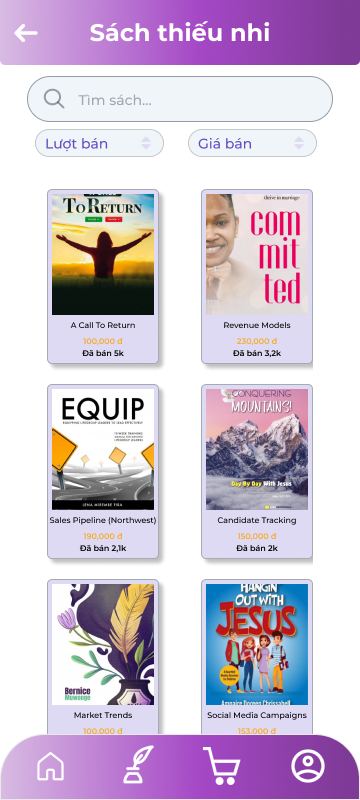 Sách thiếu nhi
Tìm sách...
Lượt bán
Giá bán
TO RETURN
thrive in marriage
com
mit
ted
A Call To Return
100,000 đ
Đã bán 5k
Revenue Models
230,000 đ
Đã bán 3,2k
EQUIP
EQUIPPING LIFEGROUP LEADERS TO LEAD EFFECTIVELY
LENA MIREMBE FIDA
CONQUERING
MOUNTAINS!
Day By Day With Jesus
Sales Pipeline (Northwest)
190,000 đ
Đã bán 2,1k
Candidate Tracking
150,000 đ
Đã bán 2k
Bernice
Muwonge
HANGIN'
OUT WITH
JESUS
Market Trends
100,000 đ
Social Media Campaigns
153,000 đ